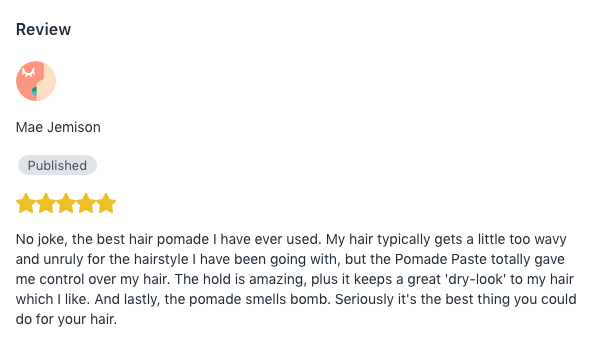 Review
Mae Jemison
Published
No joke, the best hair pomade I have ever used. My hair typically gets a little too wavy
and unruly for the hairstyle I have been going with, but the Pomade Paste totally gave
me control over my hair. The hold is amazing, plus it keeps a great 'dry-look' to my hair
which I like. And lastly, the pomade smells bomb. Seriously it's the best thing you could
do for your hair.